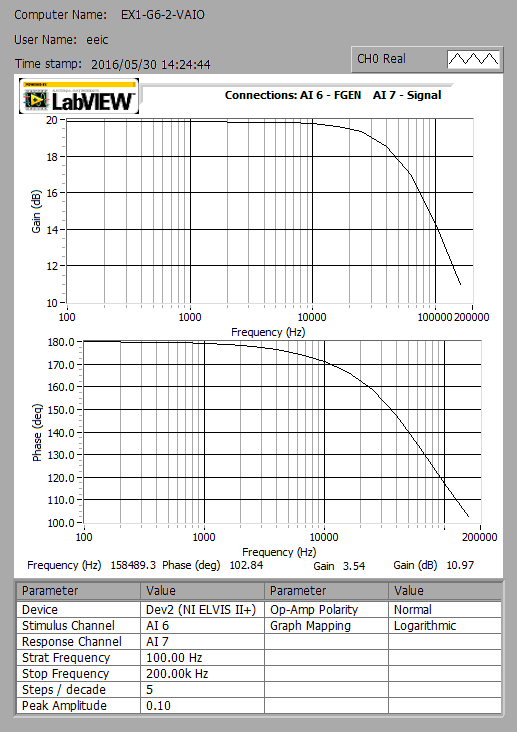 Computer Name: EX1-G6-2-VAIO
User Name: eeic
Time stamp: 2016/05/30 14:24:44
CH0 Real
LabVIEW
Connections: AI 6 - FGEN AI 7 - Signal
20
18
16
14
12
10
Gain (dB)
100 1000 10000 100000 200000
Frequency (Hz)
180.0
170.0
160.0
150.0
140.0
130.0
120.0
110.0
100.0
Phase (deq)
100 1000 10000 200000
Frequency (Hz)
Frequency (Hz) 158489.3 Phase (deg) 102.84 Gain 3.54 Gain (dB) 10.97
Parameter Value Parameter Value
Device Dev2 (NI ELVIS II+) Op-Amp Polarity Normal
Stimulus Channel AI 6 Graph Mapping Logarithmic
Response Channel AI 7
Strat Frequency 100.00 Hz
Stop Frequency 200.00k Hz
Steps / decade 5
Peak Amplitude 0.10